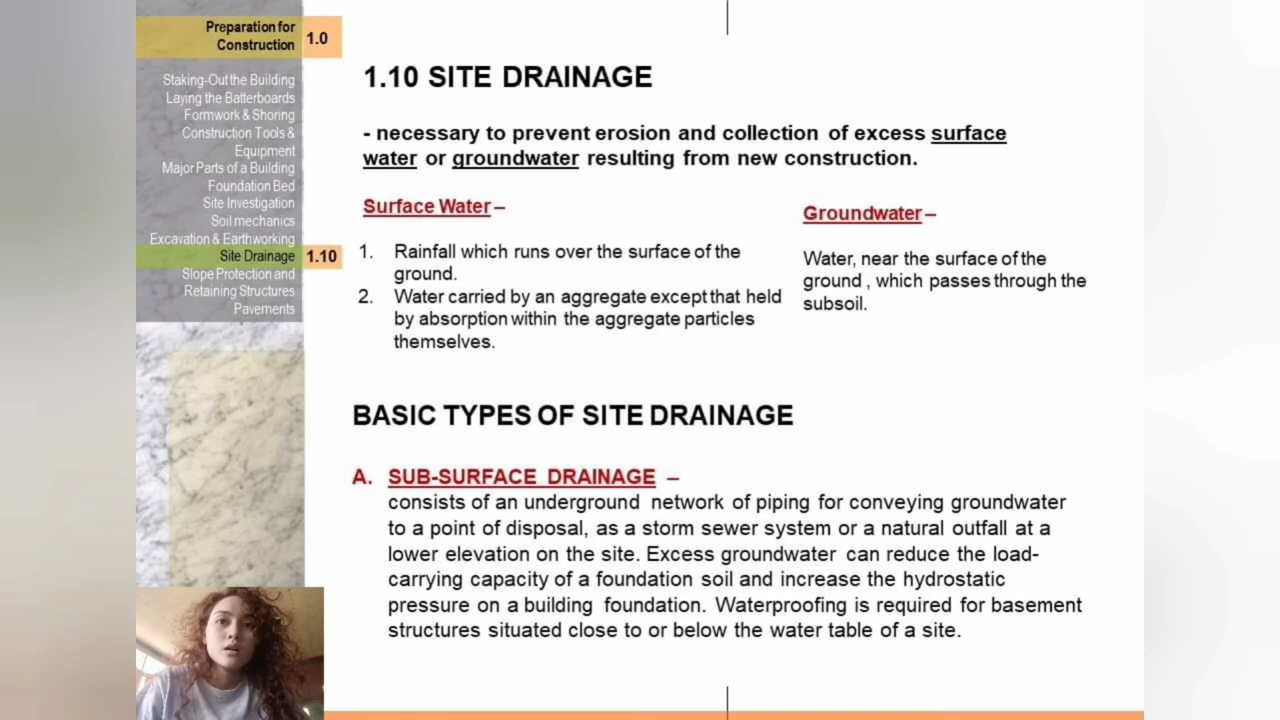 Preparation for
Construction
1.0
Staking-Out the Building
Laying the Batterboards
Formwork & Shoring
Construction Tools &
Equipment
Major Parts of a Building
Foundation Bed
Site Investigation
Soil mechanics
Excavation & Earthworking
Site Drainage
1.10
Slope Protection and
Retaining Structures
Pavements
1.10 SITE DRAINAGE
- necessary to prevent erosion and collection of excess surface
water or groundwater resulting from new construction.
Surface Water –
1. Rainfall which runs over the surface of the
ground.
2. Water carried by an aggregate except that held
by absorption within the aggregate particles
themselves.
Groundwater –
Water, near the surface of the
ground , which passes through the
subsoil.
BASIC TYPES OF SITE DRAINAGE
A. SUB-SURFACE DRAINAGE –
consists of an underground network of piping for conveying groundwater
to a point of disposal, as a storm sewer system or a natural outfall at a
lower elevation on the site. Excess groundwater can reduce the load-
carrying capacity of a foundation soil and increase the hydrostatic
pressure on a building foundation. Waterproofing is required for basement
structures situated close to or below the water table of a site.